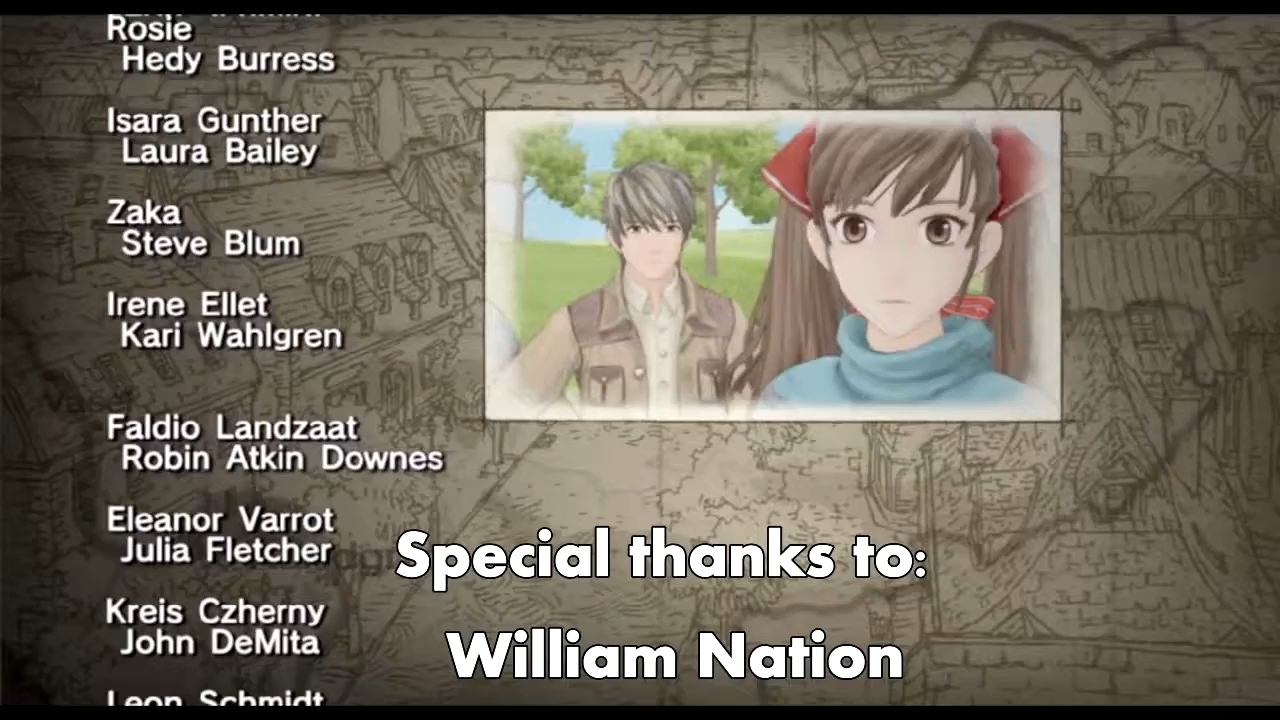 Rosie
Hedy Burress
Isara Gunther
Laura Bailey
Zaka
Steve Blum
Irene Ellet
Kari Wahlgren
Faldio Landzaat
Robin Atkin Downes
Eleanor Varrot
Julia Fletcher
Kreis Czherny
John DeMita
Leon Schmidt
Special thanks to:
William Nation